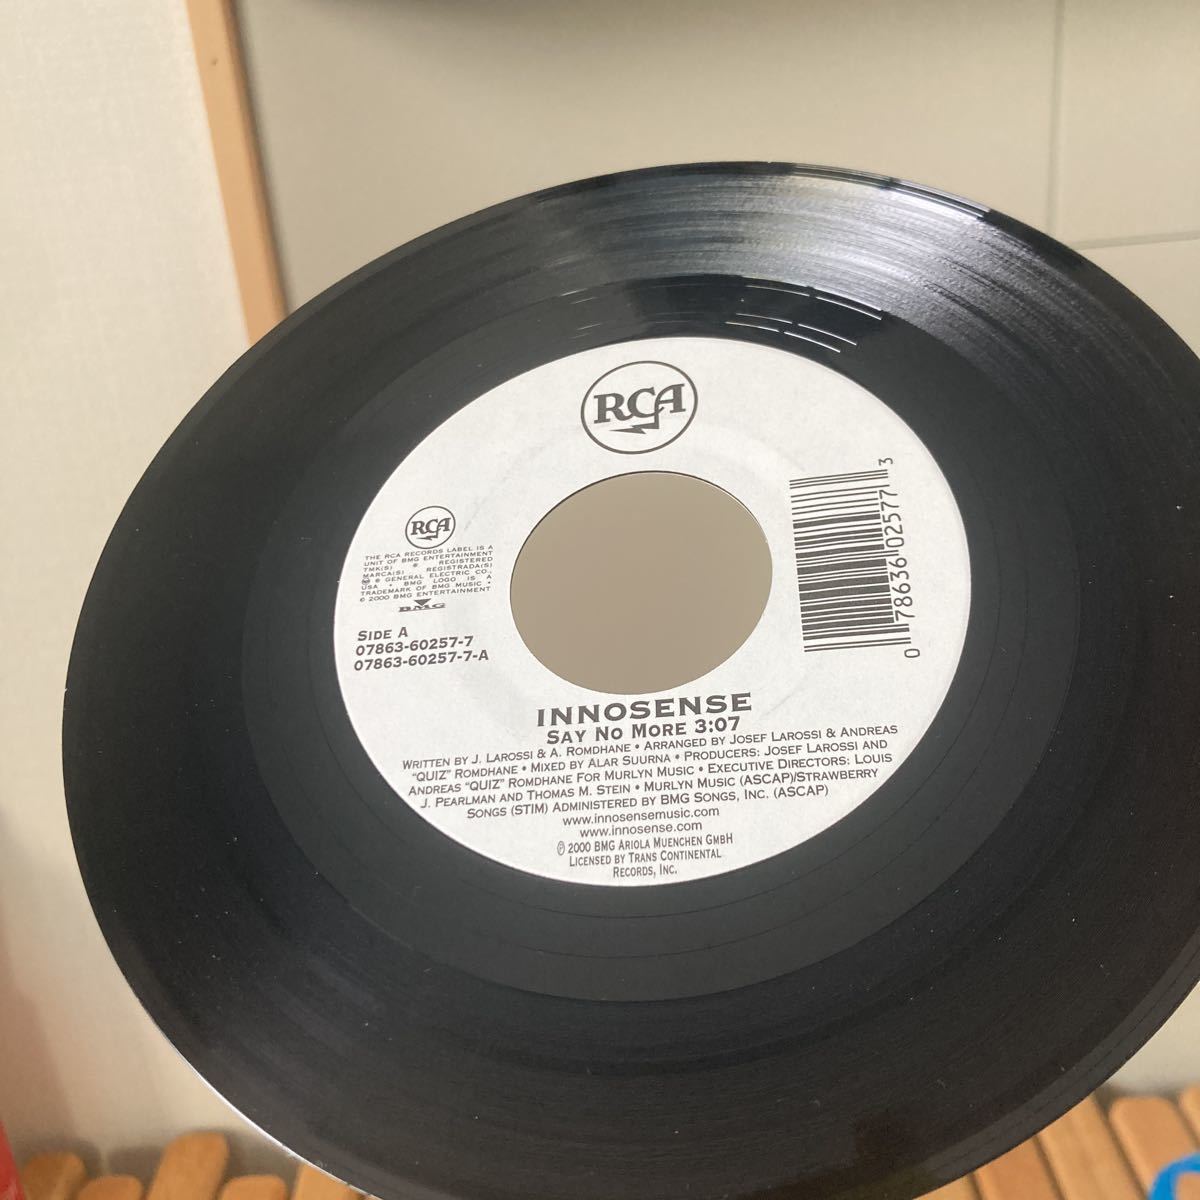 RCA
RCA
THE RCA RECORDS LABEL IS A
UNIT OF BMG ENTERTAINMENT
TMK(S) ® REGISTERED
MARCA(S) REGISTRADA(S)
® GENERAL ELECTRIC CO.,
USA • BMG LOGO IS A
TRADEMARK OF BMG MUSIC •
© 2000 BMG ENTERTAINMENT
BMG
SIDE A
07863-60257-7
07863-60257-7-A
0 78636 02577 3
INNOSENSE
SAY NO MORE 3:07
WRITTEN BY J. LAROSSI & A. ROMDHANE • ARRANGED BY JOSEF LAROSSI & ANDREAS
"QUIZ" ROMDHANE • MIXED BY ALAR SUURNA • PRODUCERS: JOSEF LAROSSI AND
ANDREAS "QUIZ" ROMDHANE FOR MURLYN MUSIC • EXECUTIVE DIRECTORS: LOUIS
J. PEARLMAN AND THOMAS M. STEIN • MURLYN MUSIC (ASCAP)/STRAWBERRY
SONGS (STIM) ADMINISTERED BY BMG SONGS, INC. (ASCAP)
www.innosensemusic.com
www.innosense.com
℗ 2000 BMG ARIOLA MUENCHEN GMBH
LICENSED BY TRANS CONTINENTAL
RECORDS, INC.